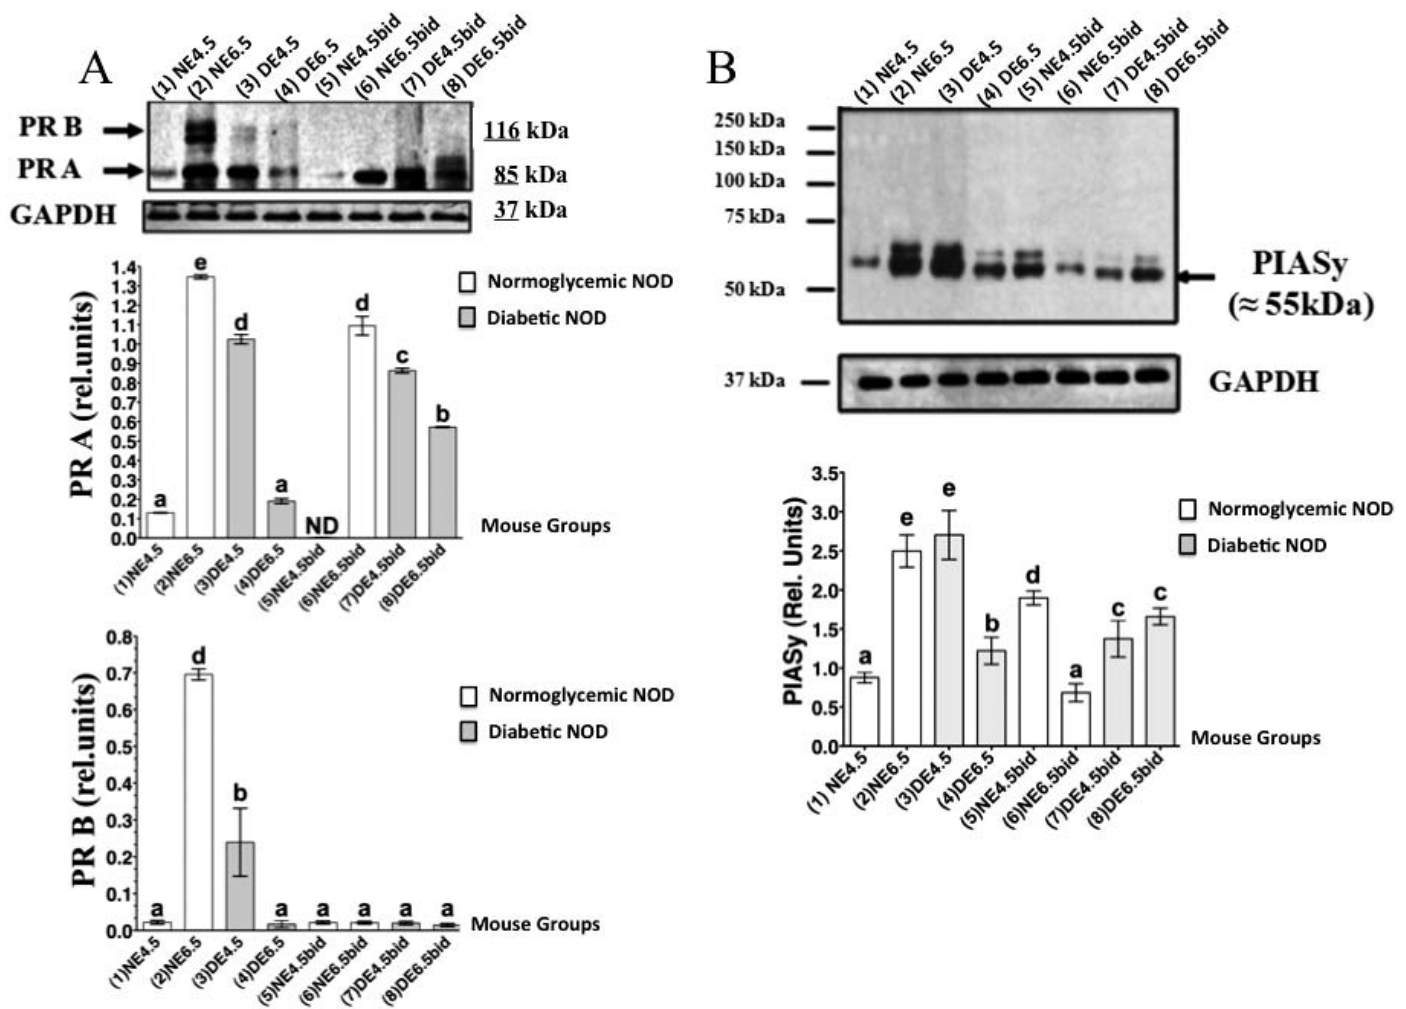 A
(1) NE4.5
(2) NE6.5
(3) DE4.5
(4) DE6.5
(5) NE4.5bid
(6) NE6.5bid
(7) DE4.5bid
(8) DE6.5bid
PR B
116 kDa
PR A
85 kDa
GAPDH
37 kDa
PR A (rel.units)
1.4
1.3
1.2
1.1
1.0
0.9
0.8
0.7
0.6
0.5
0.4
0.3
0.2
0.1
0.0
a
e
d
a
ND
d
c
b
Normoglycemic NOD
Diabetic NOD
Mouse Groups
(1)NE4.5
(2)NE6.5
(3)DE4.5
(4)DE6.5
(5)NE4.5bid
(6)NE6.5bid
(7)DE4.5bid
(8)DE6.5bid
PR B (rel.units)
0.8
0.7
0.6
0.5
0.4
0.3
0.2
0.1
0.0
a
d
b
a
a
a
a
a
Normoglycemic NOD
Diabetic NOD
Mouse Groups
(1)NE4.5
(2)NE6.5
(3)DE4.5
(4)DE6.5
(5)NE4.5bid
(6)NE6.5bid
(7)DE4.5bid
(8)DE6.5bid
B
(1) NE4.5
(2) NE6.5
(3) DE4.5
(4) DE6.5
(5) NE4.5bid
(6) NE6.5bid
(7) DE4.5bid
(8) DE6.5bid
250 kDa
150 kDa
100 kDa
75 kDa
50 kDa
PIASy
(≈ 55kDa)
37 kDa
GAPDH
PIASy (Rel. Units)
3.5
3.0
2.5
2.0
1.5
1.0
0.5
0.0
a
e
e
b
d
a
c
c
Normoglycemic NOD
Diabetic NOD
Mouse Groups
(1) NE4.5
(2)NE6.5
(3)DE4.5
(4)DE6.5
(5)NE4.5bid
(6)NE6.5bid
(7)DE4.5bid
(8)DE6.5bid